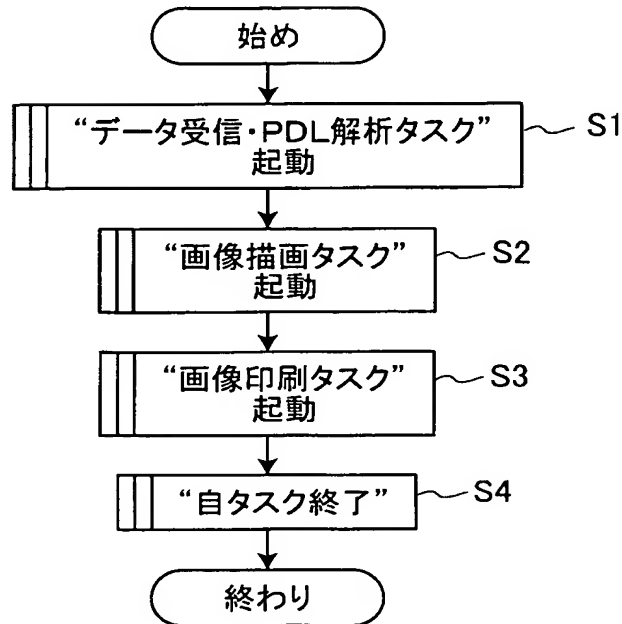 始め
“データ受信・PDL解析タスク” S1
起動
“画像描画タスク” S2
起動
“画像印刷タスク” S3
起動
“自タスク終了” S4
終わり